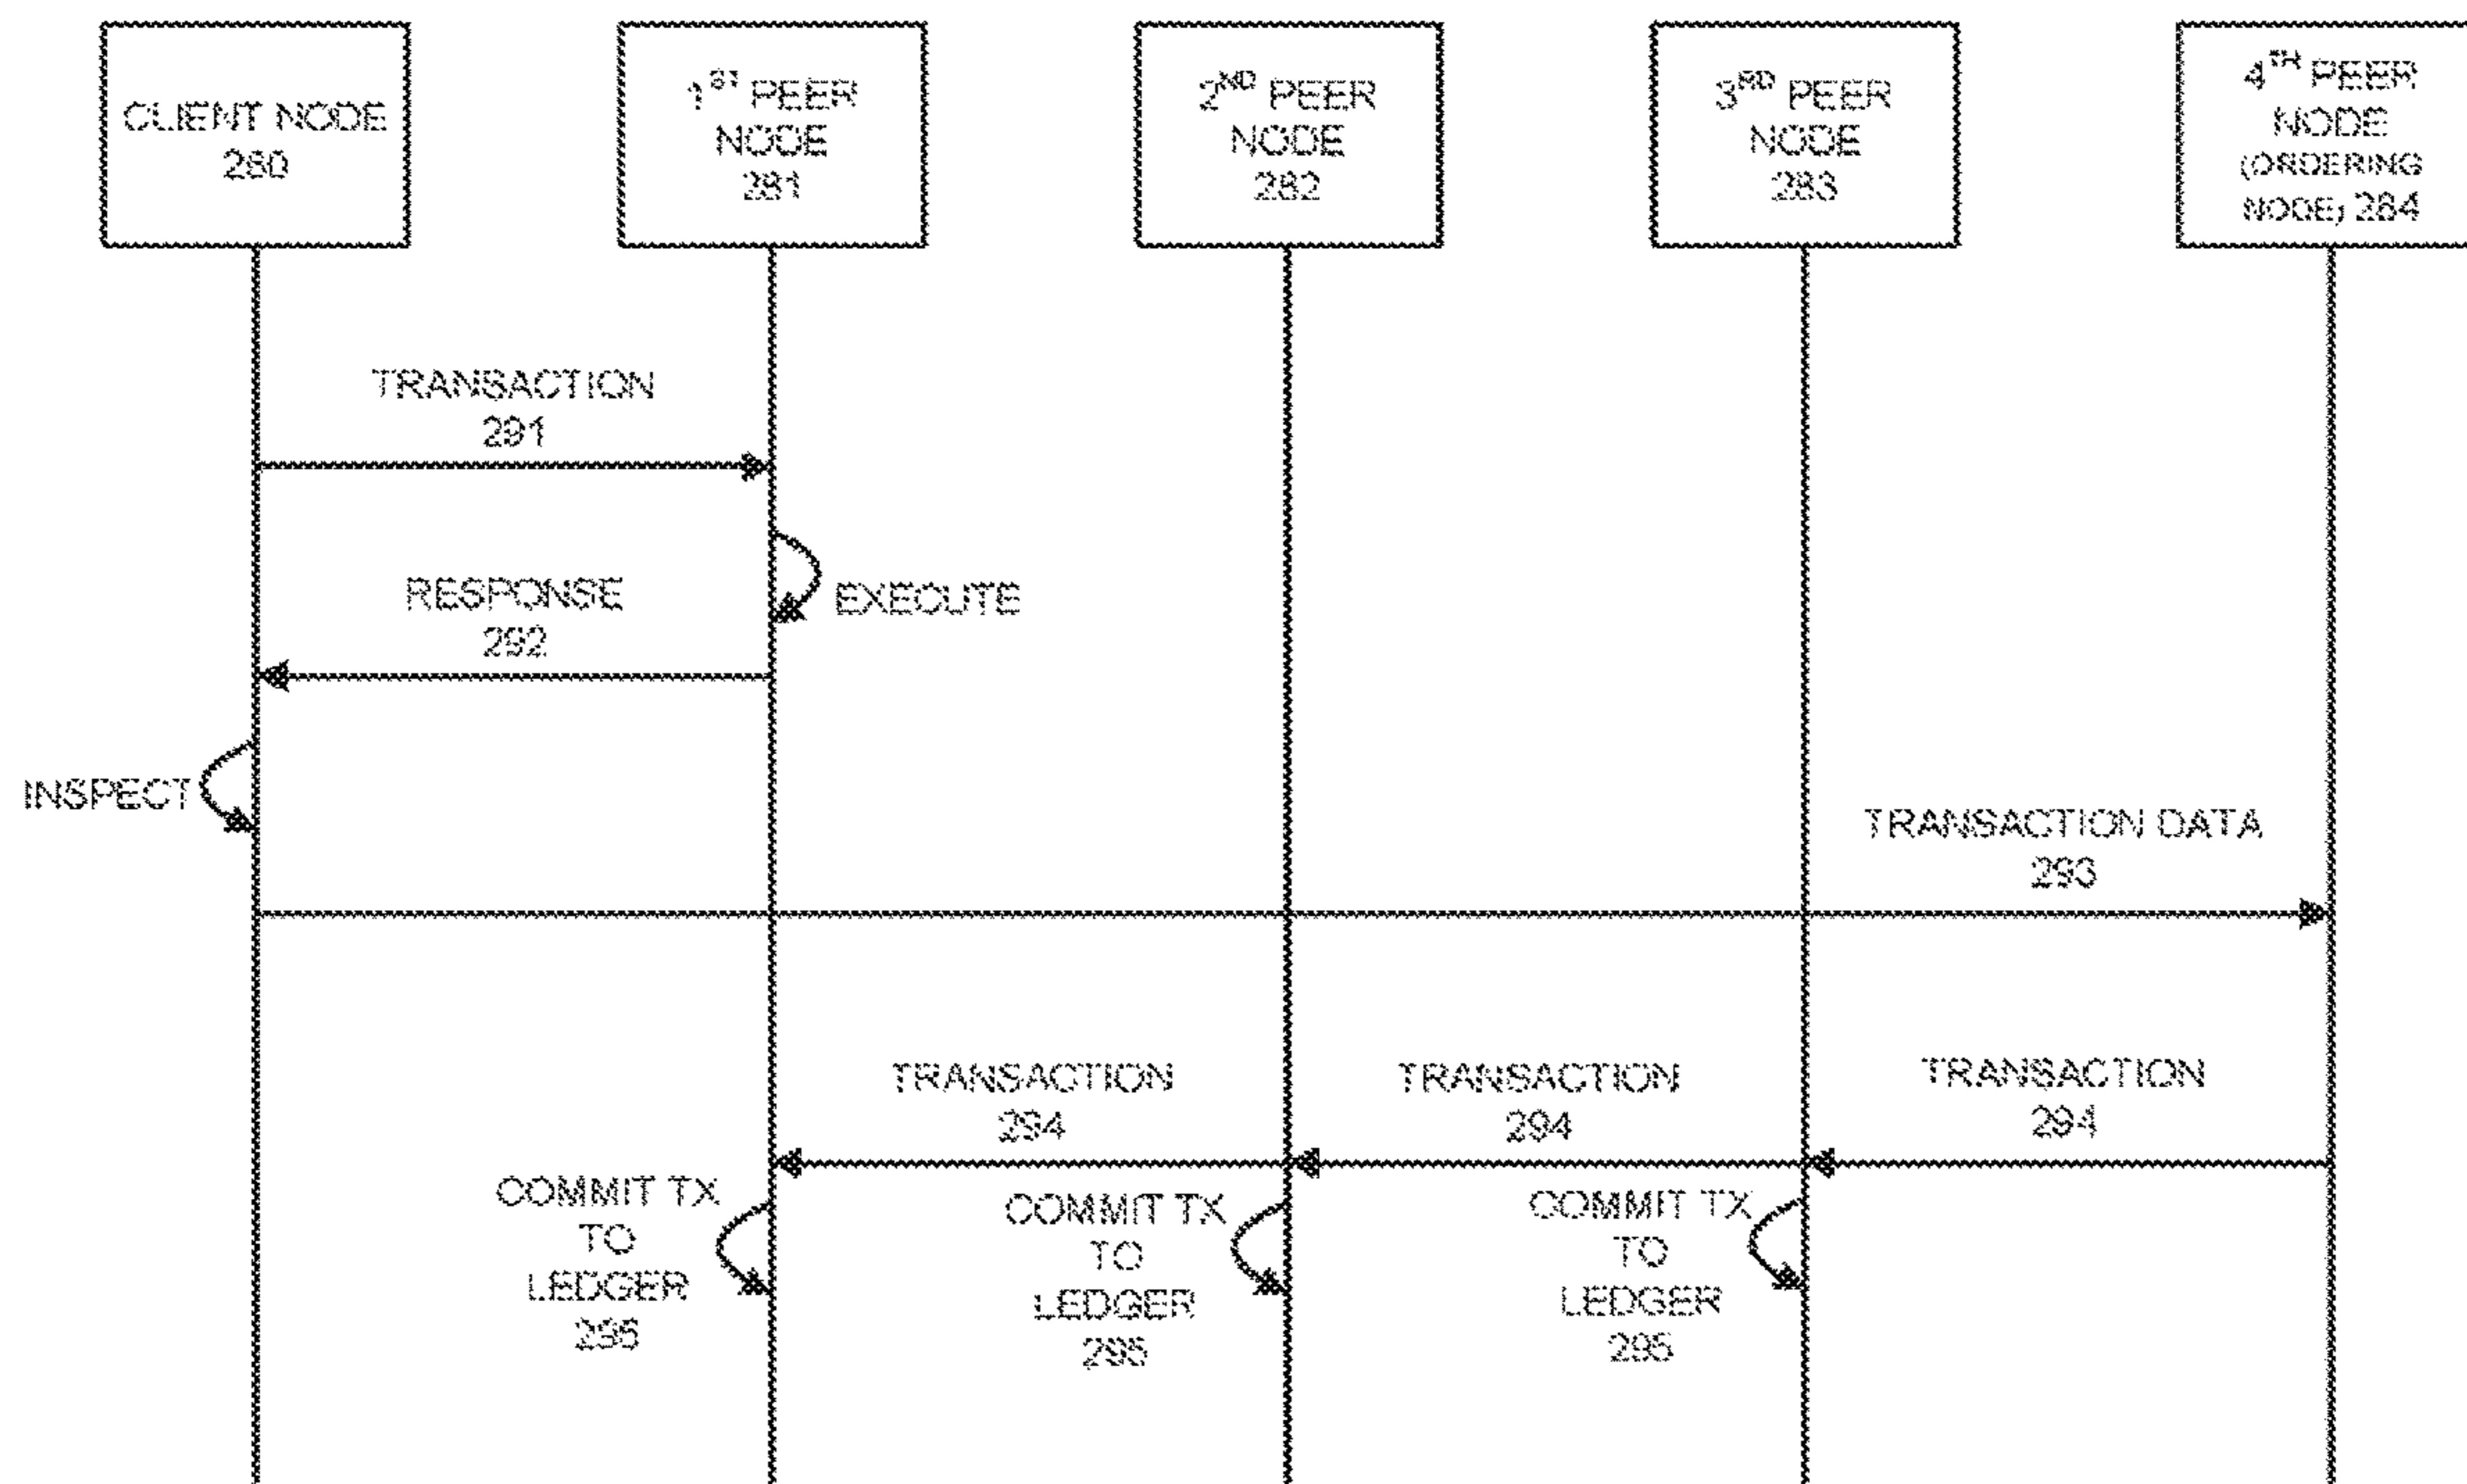 CLIENT NODE
280
1ST PEER
NODE
281
2ND PEER
NODE
282
3RD PEER
NODE
283
4TH PEER
NODE
(ORDERING
NODE) 284
TRANSACTION
291
EXECUTE
RESPONSE
292
INSPECT
TRANSACTION DATA
293
TRANSACTION
294
TRANSACTION
294
TRANSACTION
294
COMMIT TX
TO
LEDGER
295
COMMIT TX
TO
LEDGER
295
COMMIT TX
TO
LEDGER
295